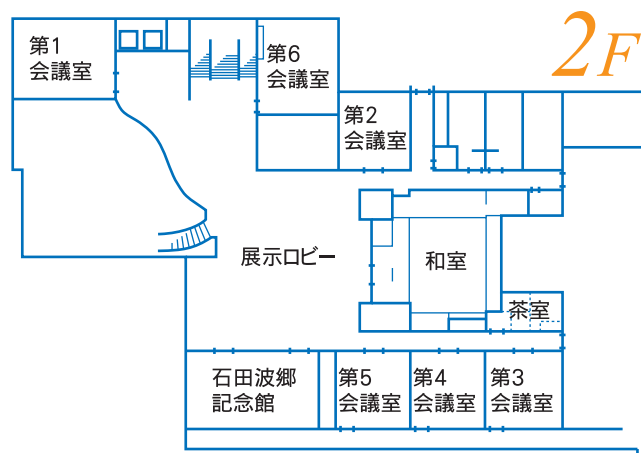 2F
第1
会議室
第6
会議室
第2
会議室
展示ロビー
和室
茶室
石田波郷
記念館
第5
会議室
第4
会議室
第3
会議室